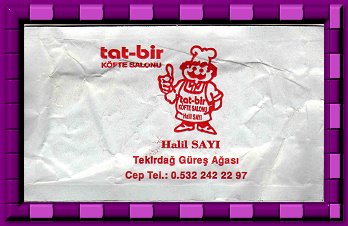 tat-bir
KÖFTE SALONU
tat-bir
KÖFTE SALONU
Halil SAYI
Halil SAYI
Tekirdağ Güreş Ağası
Cep Tel.: 0.532 242 22 97